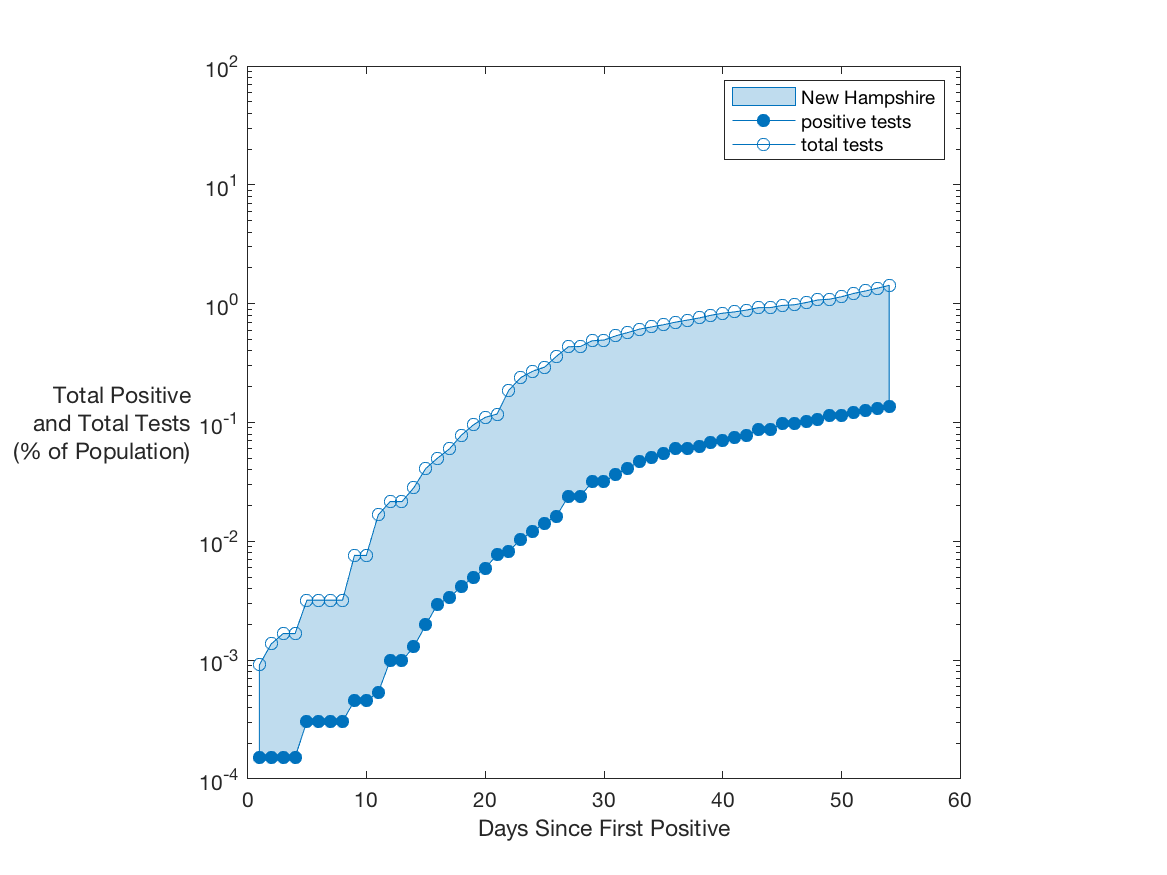 10^2
New Hampshire
positive tests
total tests
10^1
10^0
Total Positive
and Total Tests
(% of Population)
10^-1
10^-2
10^-3
10^-4
0 10 20 30 40 50 60
Days Since First Positive